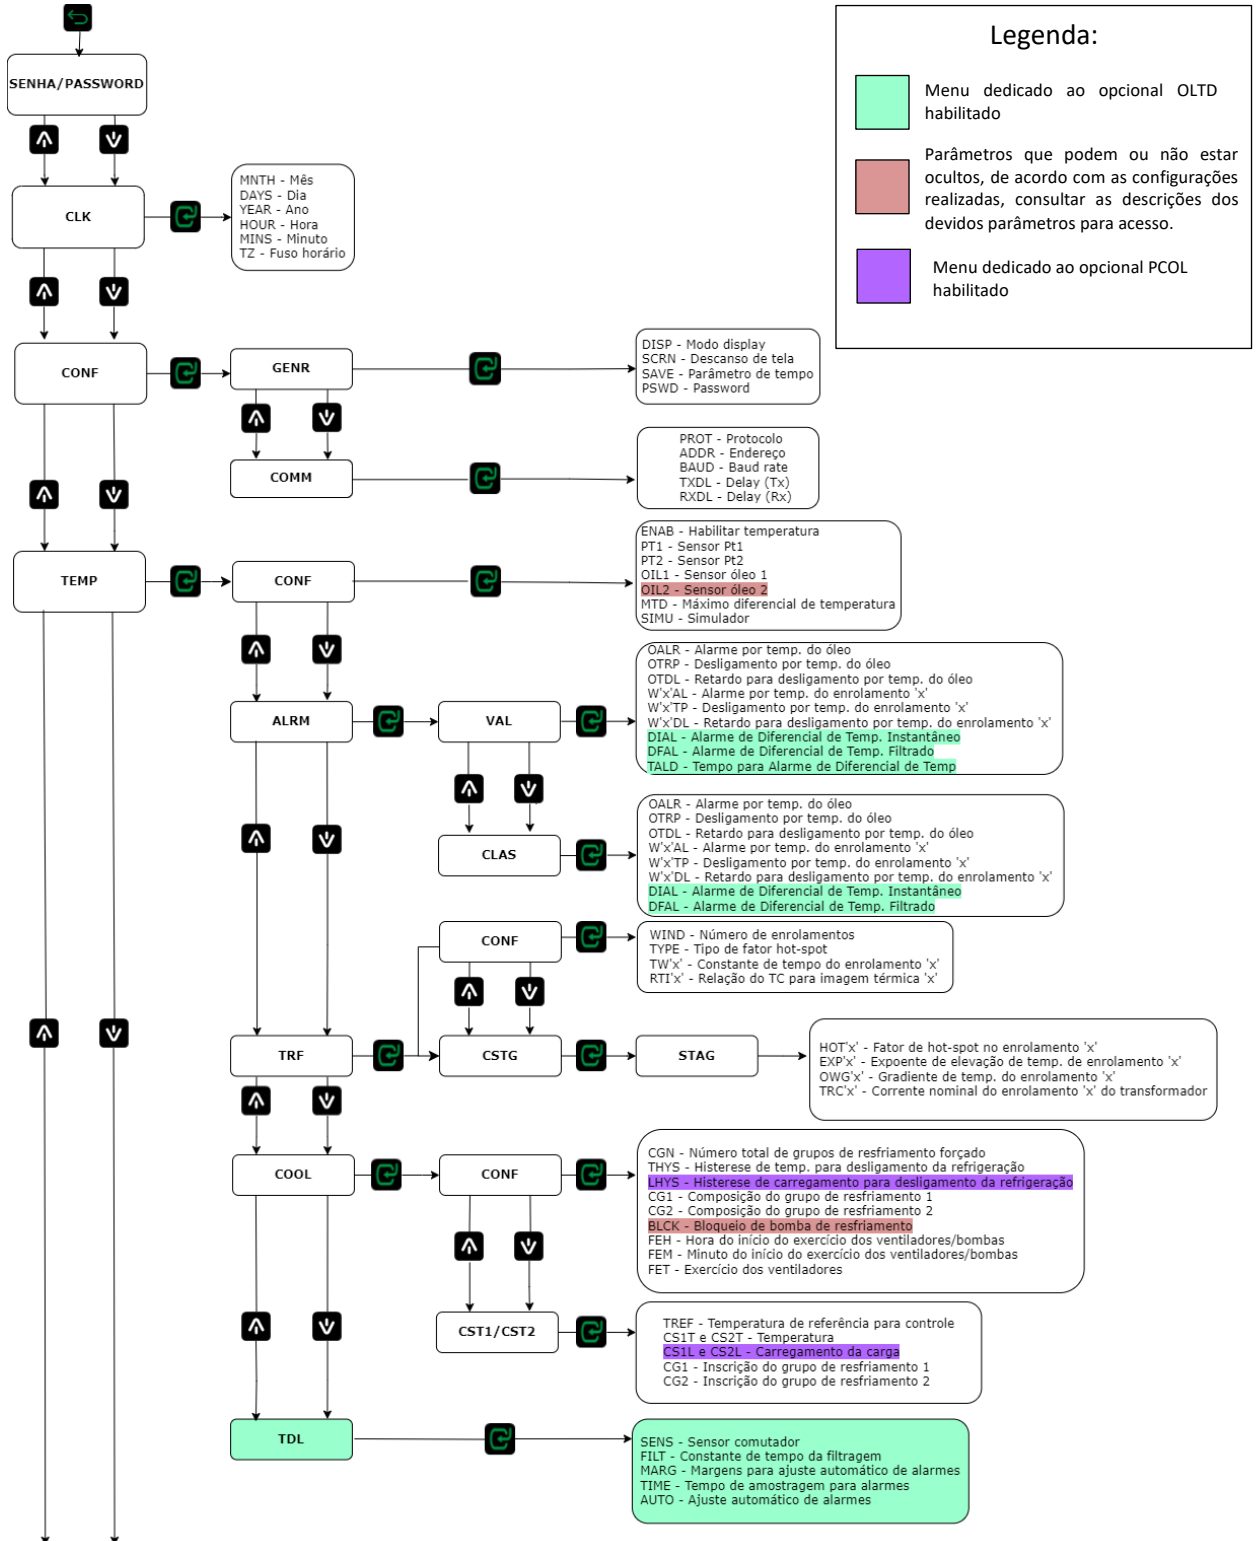 Legenda:
Menu dedicado ao opcional OLTD
habilitado
Parâmetros que podem ou não estar
ocultos, de acordo com as configurações
realizadas, consultar as descrições dos
devidos parâmetros para acesso.
Menu dedicado ao opcional PCOL
habilitado
SENHA/PASSWORD
CLK
MNTH - Mês
DAYS - Dia
YEAR - Ano
HOUR - Hora
MINS - Minuto
TZ - Fuso horário
CONF
GENR
DISP - Modo display
SCRN - Descanso de tela
SAVE - Parâmetro de tempo
PSWD - Password
COMM
PROT - Protocolo
ADDR - Endereço
BAUD - Baud rate
TXDL - Delay (Tx)
RXDL - Delay (Rx)
TEMP
CONF
ENAB - Habilitar temperatura
PT1 - Sensor Pt1
PT2 - Sensor Pt2
OIL1 - Sensor óleo 1
OIL2 - Sensor óleo 2
MTD - Máximo diferencial de temperatura
SIMU - Simulador
ALRM
VAL
OALR - Alarme por temp. do óleo
OTRP - Desligamento por temp. do óleo
OTDL - Retardo para desligamento por temp. do óleo
W'x'AL - Alarme por temp. do enrolamento 'x'
W'x'TP - Desligamento por temp. do enrolamento 'x'
W'x'DL - Retardo para desligamento por temp. do enrolamento 'x'
DIAL - Alarme de Diferencial de Temp. Instantâneo
DFAL - Alarme de Diferencial de Temp. Filtrado
TALD - Tempo para Alarme de Diferencial de Temp
CLAS
OALR - Alarme por temp. do óleo
OTRP - Desligamento por temp. do óleo
OTDL - Retardo para desligamento por temp. do óleo
W'x'AL - Alarme por temp. do enrolamento 'x'
W'x'TP - Desligamento por temp. do enrolamento 'x'
W'x'DL - Retardo para desligamento por temp. do enrolamento 'x'
DIAL - Alarme de Diferencial de Temp. Instantâneo
DFAL - Alarme de Diferencial de Temp. Filtrado
CONF
WIND - Número de enrolamentos
TYPE - Tipo de fator hot-spot
TW'x' - Constante de tempo do enrolamento 'x'
RTI'x' - Relação do TC para imagem térmica 'x'
TRF
CSTG
STAG
HOT'x' - Fator de hot-spot no enrolamento 'x'
EXP'x' - Expoente de elevação de temp. de enrolamento 'x'
OWG'x' - Gradiente de temp. do enrolamento 'x'
TRC'x' - Corrente nominal do enrolamento 'x' do transformador
COOL
CONF
CGN - Número total de grupos de resfriamento forçado
THYS - Histerese de temp. para desligamento da refrigeração
LHYS - Histerese de carregamento para desligamento da refrigeração
CG1 - Composição do grupo de resfriamento 1
CG2 - Composição do grupo de resfriamento 2
BLCK - Bloqueio de bomba de resfriamento
FEH - Hora do início do exercício dos ventiladores/bombas
FEM - Minuto do início do exercício dos ventiladores/bombas
FET - Exercício dos ventiladores
CST1/CST2
TREF - Temperatura de referência para controle
CS1T e CS2T - Temperatura
CS1L e CS2L - Carregamento da carga
CG1 - Inscrição do grupo de resfriamento 1
CG2 - Inscrição do grupo de resfriamento 2
TDL
SENS - Sensor comutador
FILT - Constante de tempo da filtragem
MARG - Margens para ajuste automático de alarmes
TIME - Tempo de amostragem para alarmes
AUTO - Ajuste automático de alarmes